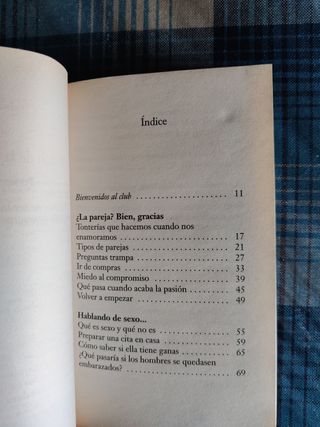 Índice
Bienvenidos al club . . . . . . . . . . . . . . . . . . . . 11
¿La pareja? Bien, gracias
Tonterías que hacemos cuando nos
enamoramos . . . . . . . . . . . . . . . . . . . . . . 17
Tipos de parejas . . . . . . . . . . . . . . . . . . . . 21
Preguntas trampa . . . . . . . . . . . . . . . . . . . 27
Ir de compras . . . . . . . . . . . . . . . . . . . . . . 33
Miedo al compromiso . . . . . . . . . . . . . . . . 39
Qué pasa cuando acaba la pasión . . . . . . . . 45
Volver a empezar . . . . . . . . . . . . . . . . . . . 49
Hablando de sexo...
Qué es sexo y qué no es . . . . . . . . . . . . . . 55
Preparar una cita en casa . . . . . . . . . . . . . 59
Cómo saber si ella tiene ganas . . . . . . . . . . 65
¿Qué pasaría si los hombres se quedasen
embarazados? . . . . . . . . . . . . . . . . . . . . . 69